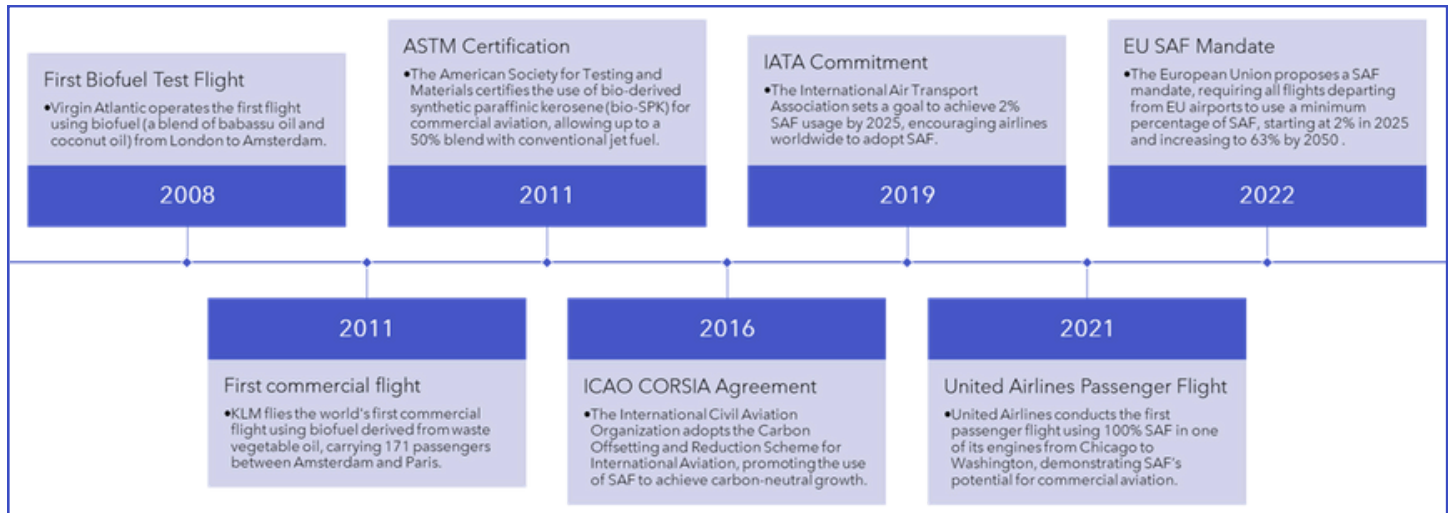 First Biofuel Test Flight
•Virgin Atlantic operates the first flight
using biofuel (a blend of babassu oil and
coconut oil) from London to Amsterdam.
2008
2011
First commercial flight
•KLM flies the world's first commercial
flight using biofuel derived from waste
vegetable oil, carrying 171 passengers
between Amsterdam and Paris.
ASTM Certification
•The American Society for Testing and
Materials certifies the use of bio-derived
synthetic paraffinic kerosene (bio-SPK) for
commercial aviation, allowing up to a
50% blend with conventional jet fuel.
2011
2016
ICAO CORSIA Agreement
•The International Civil Aviation
Organization adopts the Carbon
Offsetting and Reduction Scheme for
International Aviation, promoting the use
of SAF to achieve carbon-neutral growth.
IATA Commitment
•The International Air Transport
Association sets a goal to achieve 2%
SAF usage by 2025, encouraging airlines
worldwide to adopt SAF.
2019
2021
United Airlines Passenger Flight
•United Airlines conducts the first
passenger flight using 100% SAF in one
of its engines from Chicago to
Washington, demonstrating SAF's
potential for commercial aviation.
EU SAF Mandate
•The European Union proposes a SAF
mandate, requiring all flights departing
from EU airports to use a minimum
percentage of SAF, starting at 2% in 2025
and increasing to 63% by 2050 .
2022